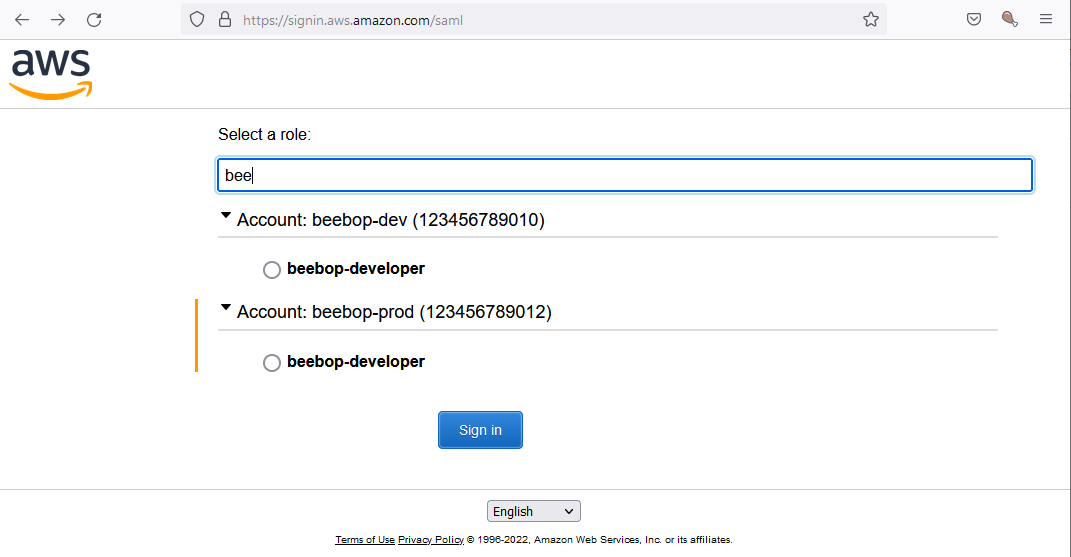 https://signin.aws.amazon.com/saml
aws
Select a role:
bee
Account: beebop-dev (123456789010)
beebop-developer
Account: beebop-prod (123456789012)
beebop-developer
Sign in
English
Terms of Use Privacy Policy © 1996-2022, Amazon Web Services, Inc. or its affiliates.